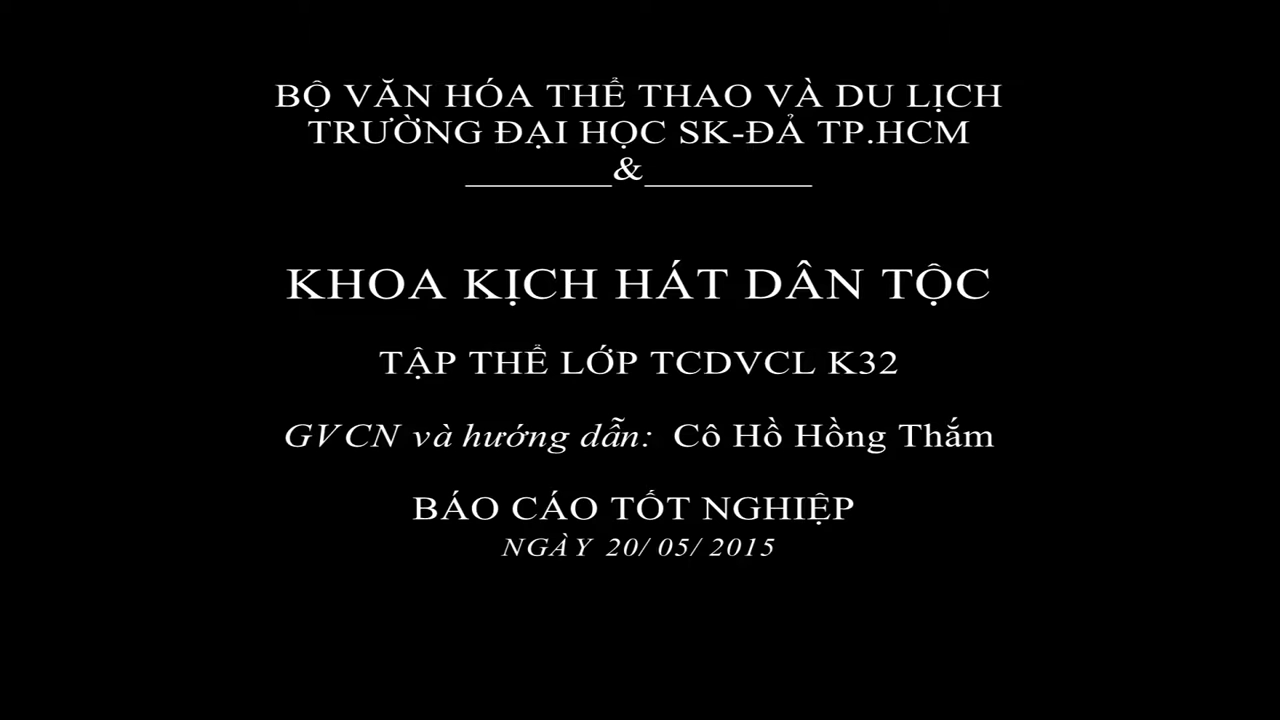 BỘ VĂN HÓA THỂ THAO VÀ DU LỊCH
TRƯỜNG ĐẠI HỌC SK-ĐẢ TP.HCM
________&_________
KHOA KỊCH HÁT DÂN TỘC
TẬP THỂ LỚP TCDVCL K32
GVCN và hướng dẫn: Cô Hồ Hồng Thắm
BÁO CÁO TỐT NGHIỆP
NGÀY 20/ 05/ 2015